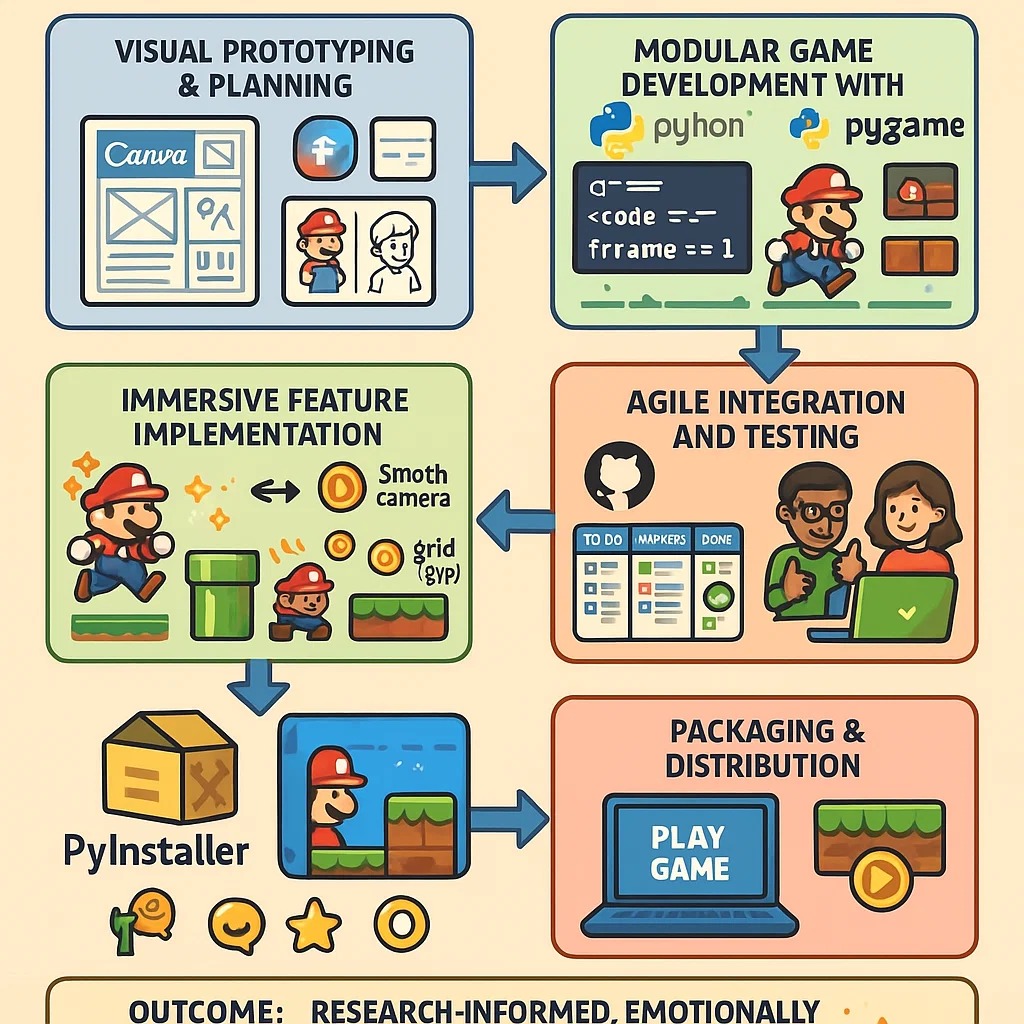 VISUAL PROTOTYPING
& PLANNING
Canva
MODULAR GAME
DEVELOPMENT WITH
pyhon
pygame
a
<code
frrame == 1
AGILE INTEGRATION
AND TESTING
TO DO
MAPKERS
DONE
IMMERSIVE FEATURE
IMPLEMENTATION
Smoth
camera
grid
(gyp)
PyInstaller
PACKAGING &
DISTRIBUTION
PLAY
GAME
OUTCOME: RESEARCH-INFORMED, EMOTIONALLY